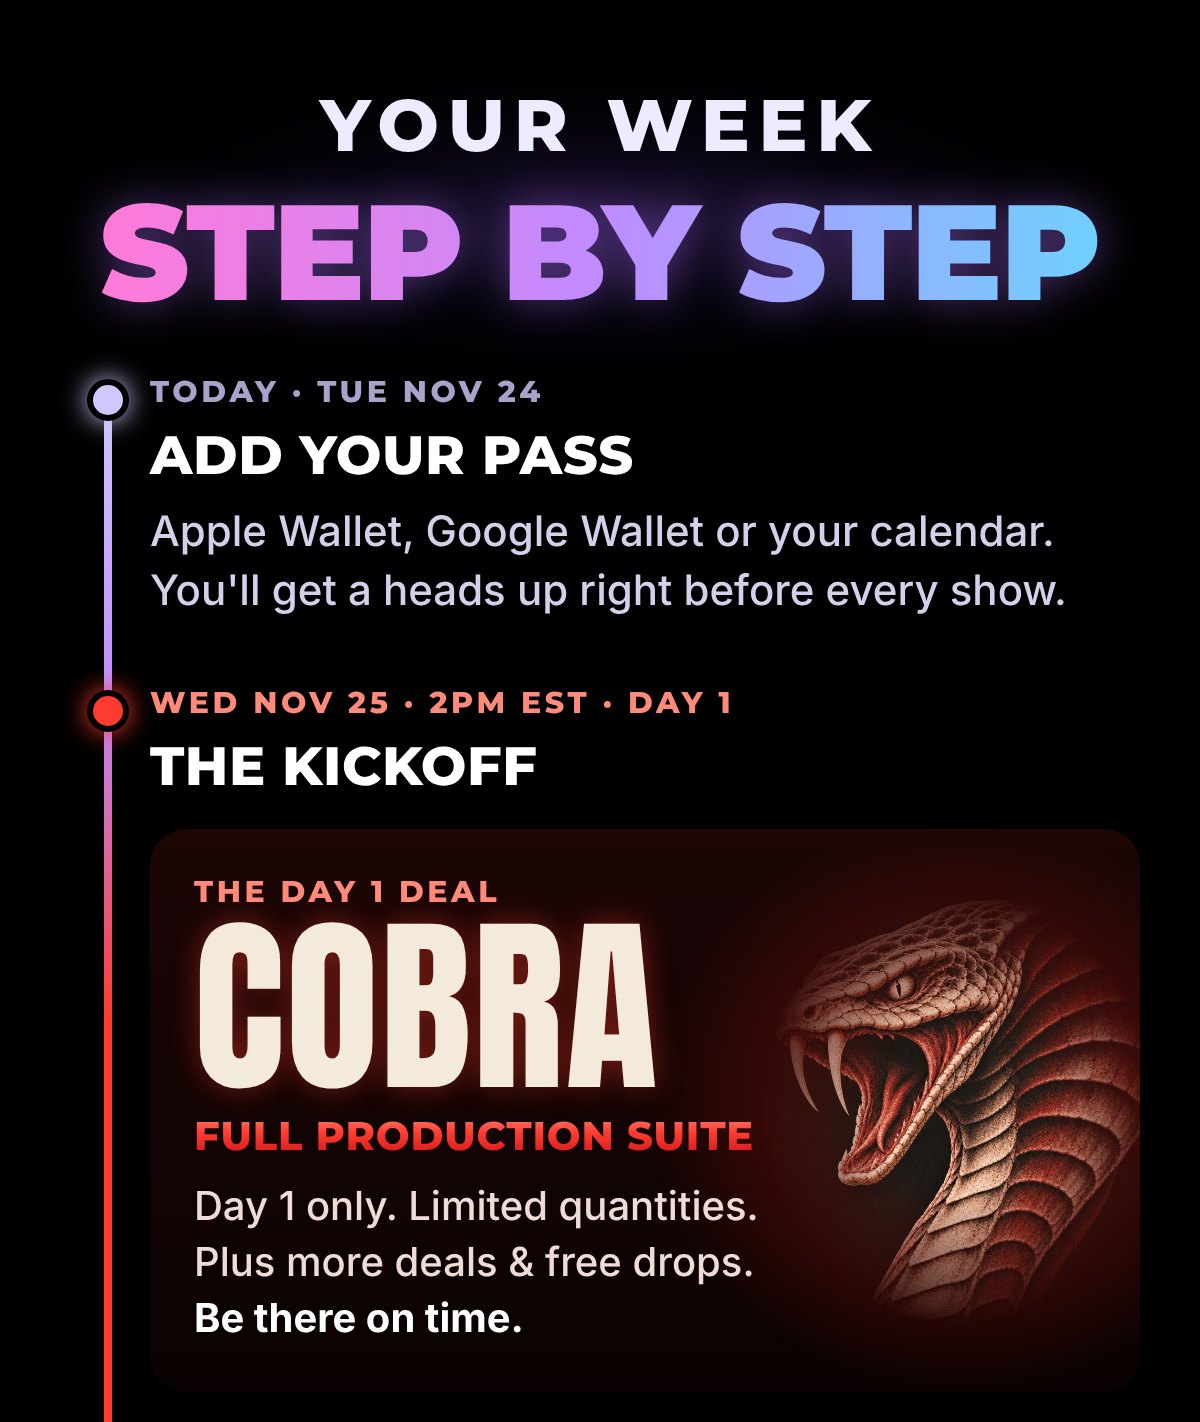 YOUR WEEK
STEP BY STEP
TODAY · TUE NOV 24
ADD YOUR PASS
Apple Wallet, Google Wallet or your calendar.
You'll get a heads up right before every show.
WED NOV 25 · 2PM EST · DAY 1
THE KICKOFF
THE DAY 1 DEAL
COBRA
FULL PRODUCTION SUITE
Day 1 only. Limited quantities.
Plus more deals & free drops.
Be there on time.